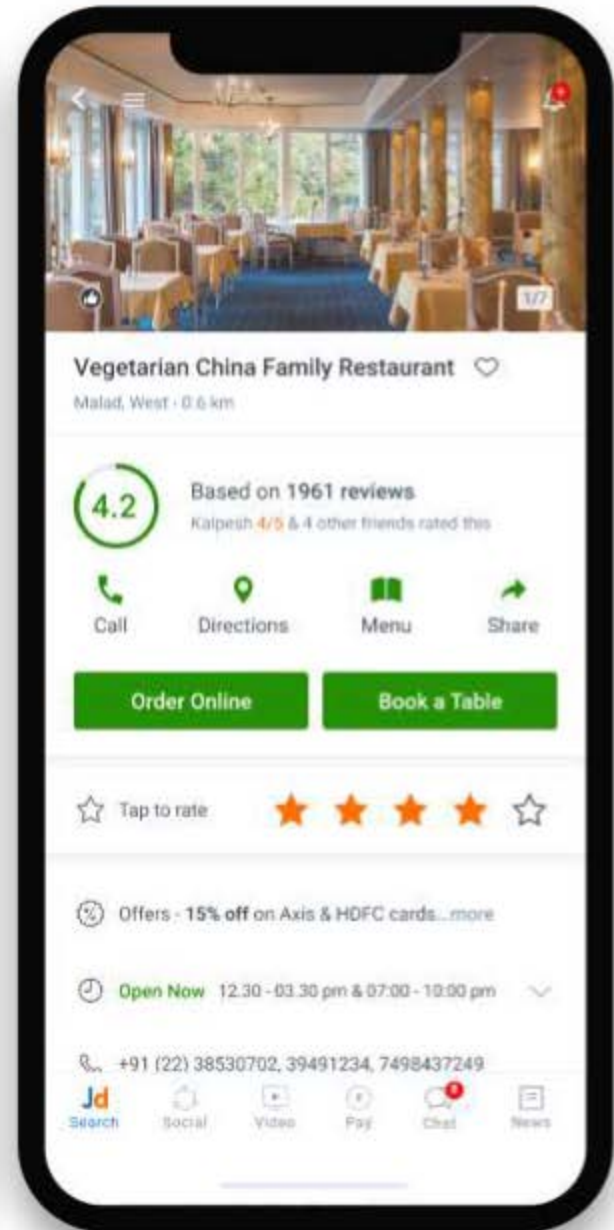 1/7
Vegetarian China Family Restaurant
Malad, West - 0.6 km
4.2
Based on 1961 reviews
Kalpesh 4/5 & 4 other friends rated this
Call Directions Menu Share
Order Online Book a Table
Tap to rate
Offers - 15% off on Axis & HDFC cards...more
Open Now 12.30 - 03.30 pm & 07:00 - 10:00 pm
+91 (22) 38530702, 39491234, 7498437249
Jd
Search Social Video Pay Chat News